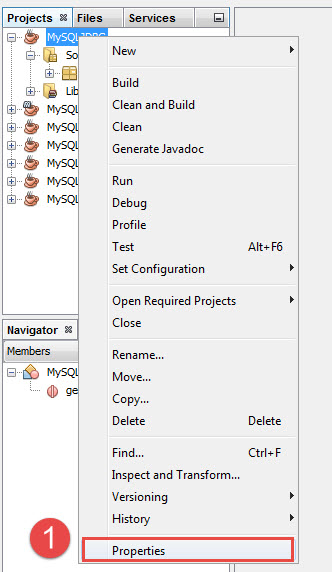 Projects Files Services
MySQLJDBC
New
So
Build
Clean and Build
Lib
Clean
MySQL
Generate Javadoc
MySQL
MySQL
Run
MySQL
Debug
MySQL
Profile
Test Alt+F6
Set Configuration
Open Required Projects
Close
Navigator
Members
Rename...
MySQL
Move...
ge
Copy...
Delete Delete
Find... Ctrl+F
Inspect and Transform...
Versioning
History
1
Properties